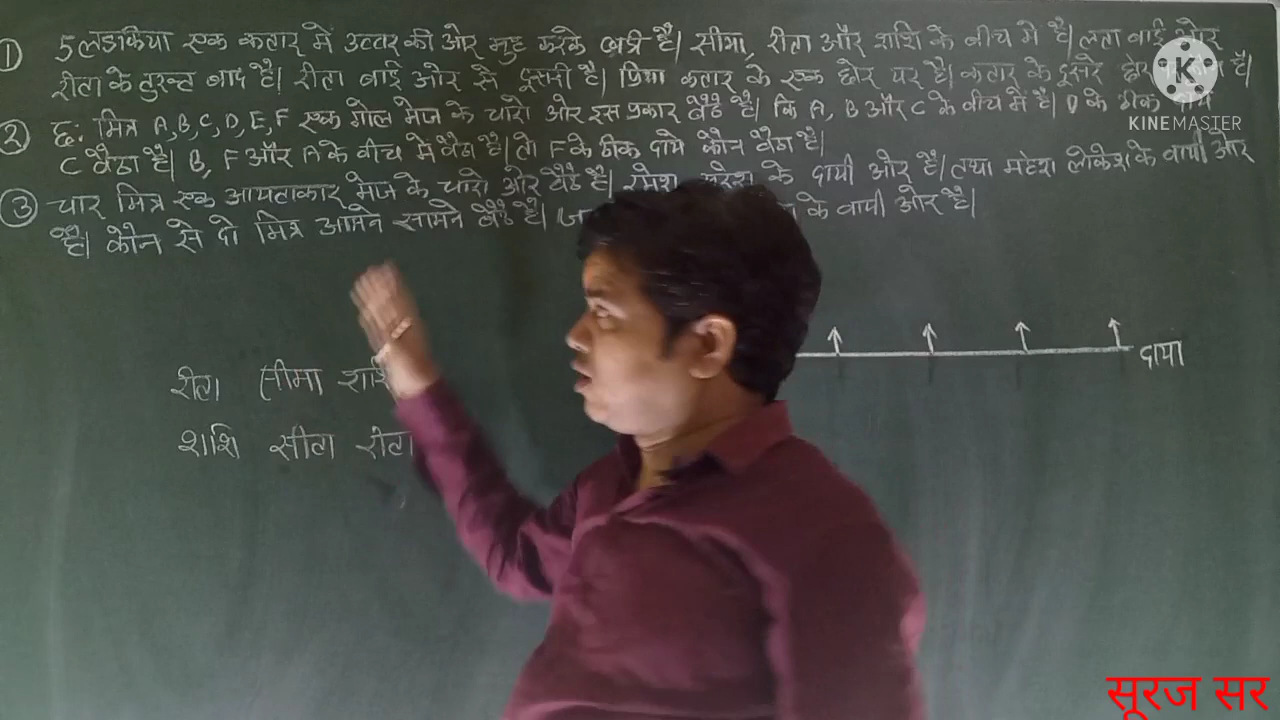 ① 5 लडकिया एक कतार में उत्तर की ओर मुह करके खड़ी है। सीमा, रीता और शशि के बीच में है। लता बाई ओर
रीता के तुरन्त बाद है। रीता बाई ओर से दूसरी है। प्रिया कतार के एक छोर पर है। कतार के दूसरे छोर है।
② छ: मित्र A, B, C, D, E, F एक गोल मेज के चारो ओर इस प्रकार बैठे है। कि A, B और C के बीच में है। D के ठीक
C बैठा है। B, F और A के बीच में बैठा है। तो F के ठीक दाये कौन बैठा है।
③ चार मित्र एक आयताकार मेज के चारो ओर बैठे है। रमेश के दायी ओर है। तथा महेश लोकेश के बायी ओर
है। कौन से दो मित्र आमने सामने बैठे है। के बायी ओर है।
KINEMASTER
दाया
रीता सीमा शशि
शशि सीता रीता
सूरज सर